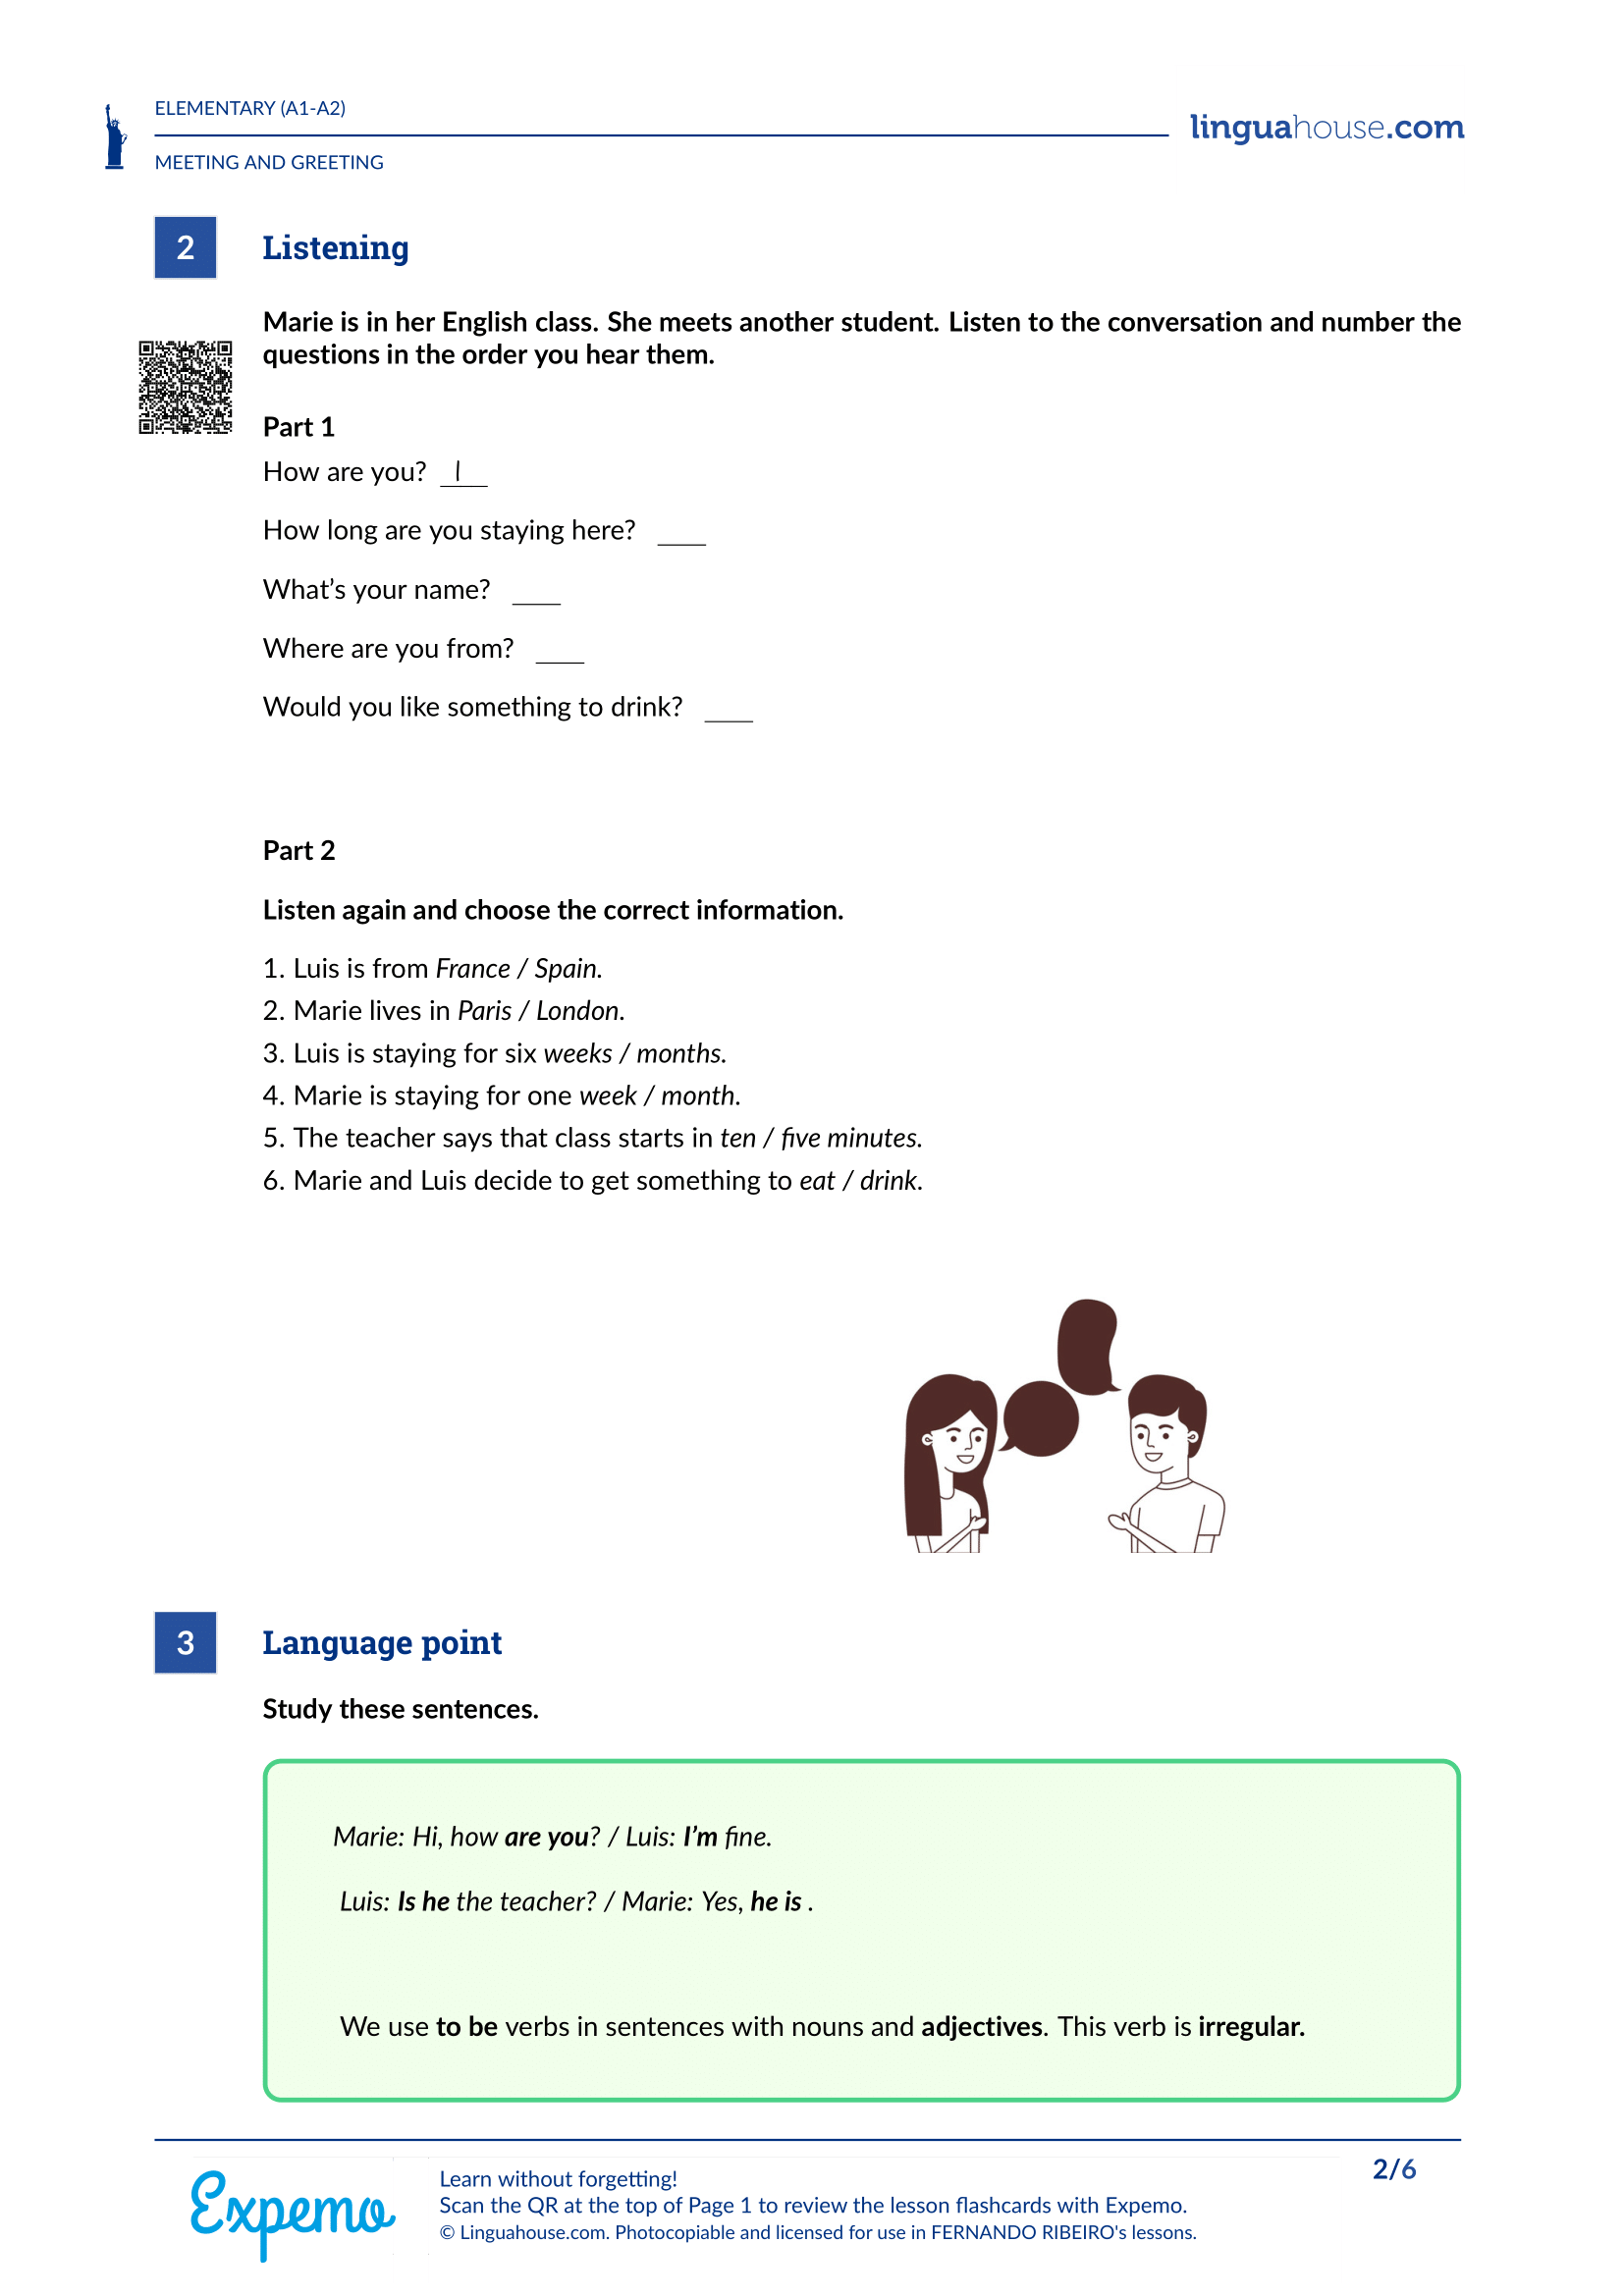 ELEMENTARY (A1-A2)
linguahouse.com
MEETING AND GREETING
2 Listening
Marie is in her English class. She meets another student. Listen to the conversation and number the
questions in the order you hear them.
Part 1
How are you? 1
How long are you staying here? ____
What's your name? ____
Where are you from? ____
Would you like something to drink? ____
Part 2
Listen again and choose the correct information.
1. Luis is from France / Spain.
2. Marie lives in Paris / London.
3. Luis is staying for six weeks / months.
4. Marie is staying for one week / month.
5. The teacher says that class starts in ten / five minutes.
6. Marie and Luis decide to get something to eat / drink.
3 Language point
Study these sentences.
Marie: Hi, how are you? / Luis: I'm fine.
Luis: Is he the teacher? / Marie: Yes, he is .
We use to be verbs in sentences with nouns and adjectives. This verb is irregular.
2/6
Expemo
Learn without forgetting!
Scan the QR at the top of Page 1 to review the lesson flashcards with Expemo.
© Linguahouse.com. Photocopiable and licensed for use in FERNANDO RIBEIRO's lessons.